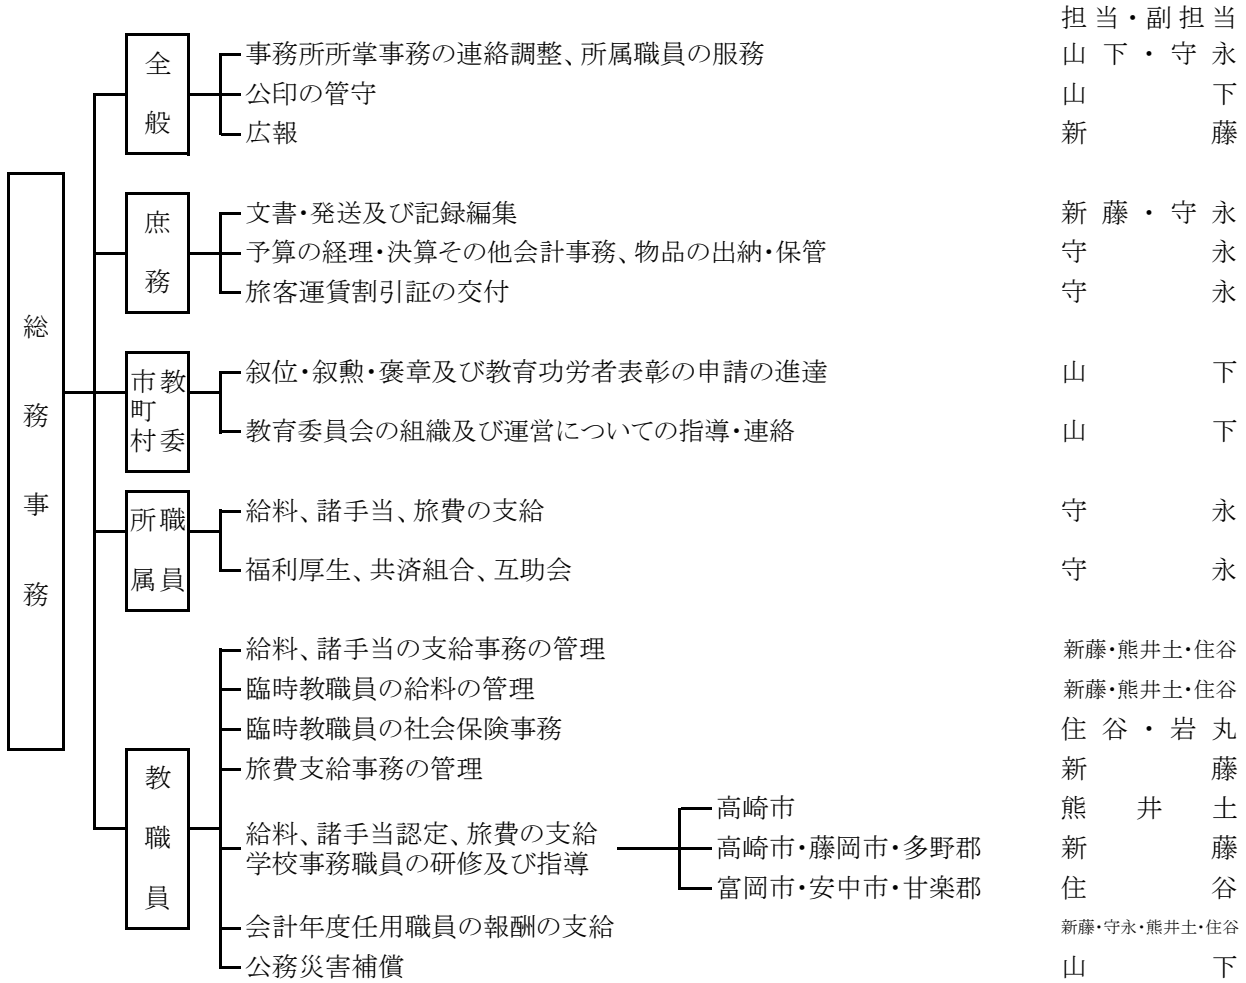 担当・副担当
総務事務
全般
事務所所掌事務の連絡調整、所属職員の服務 山下・守永
公印の管守 山下
広報 新藤
庶務
文書・発送及び記録編集 新藤・守永
予算の経理・決算その他会計事務、物品の出納・保管 守永
旅客運賃割引証の交付 守永
市町村教委
叙位・叙勲・褒章及び教育功労者表彰の申請の進達 山下
教育委員会の組織及び運営についての指導・連絡 山下
所属職員
給料、諸手当、旅費の支給 守永
福利厚生、共済組合、互助会 守永
教職員
給料、諸手当の支給事務の管理 新藤・熊井土・住谷
臨時教職員の給料の管理 新藤・熊井土・住谷
臨時教職員の社会保険事務 住谷・岩丸
旅費支給事務の管理 新藤
給料、諸手当認定、旅費の支給
学校事務職員の研修及び指導
高崎市 熊井土
高崎市・藤岡市・多野郡 新藤
富岡市・安中市・甘楽郡 住谷
会計年度任用職員の報酬の支給 新藤・守永・熊井土・住谷
公務災害補償 山下